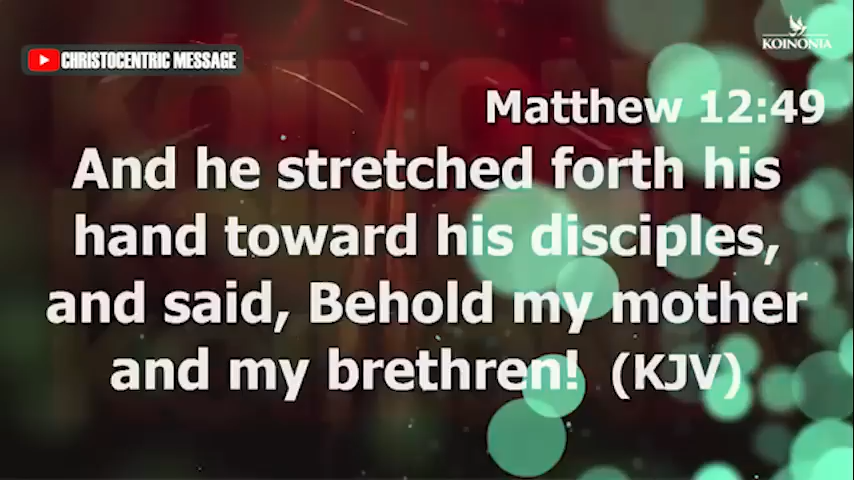 CHRISTOCENTRIC MESSAGE
KOINONIA
Matthew 12:49
And he stretched forth his
hand toward his disciples,
and said, Behold my mother
and my brethren! (KJV)